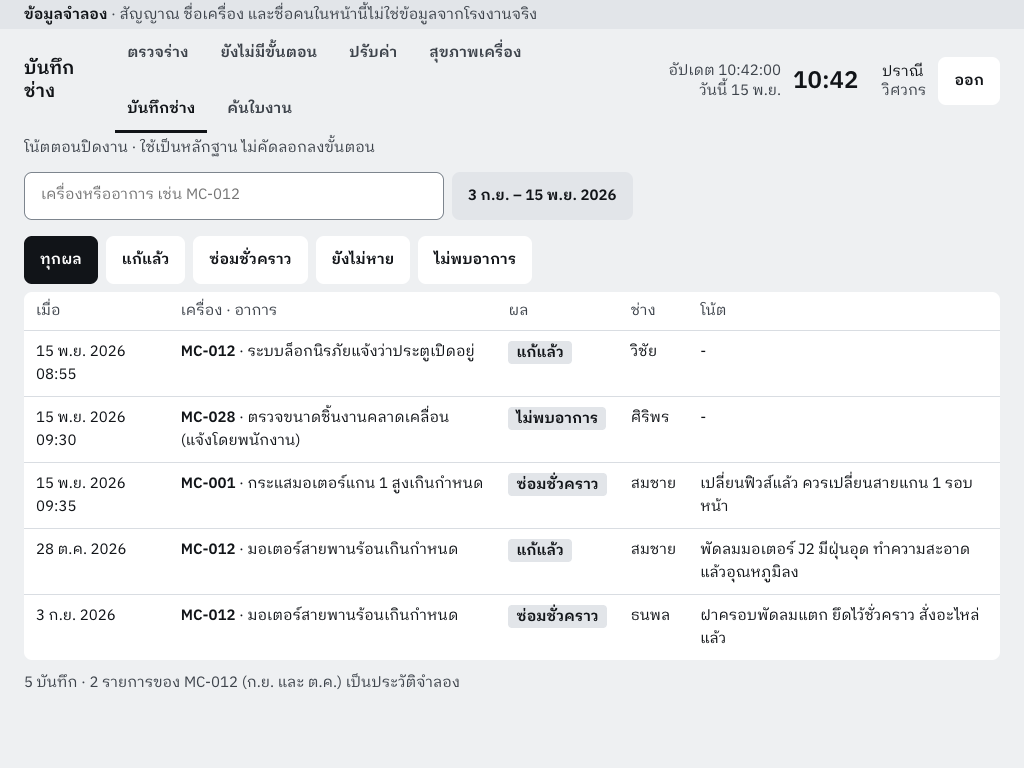 ข้อมูลจำลอง · สัญญาณ ชื่อเครื่อง และชื่อคนในหน้านี้ไม่ใช่ข้อมูลจากโรงงานจริง
บันทึก
ช่าง
ตรวจร่าง ยังไม่มีขั้นตอน ปรับค่า สุขภาพเครื่อง
บันทึกช่าง ค้นใบงาน
อัปเดต 10:42:00
วันนี้ 15 พ.ย.
10:42
ปราณี
วิศวกร
ออก
โน้ตตอนปิดงาน · ใช้เป็นหลักฐาน ไม่คัดลอกลงขั้นตอน
เครื่องหรืออาการ เช่น MC-012
3 ก.ย. – 15 พ.ย. 2026
ทุกผล แก้แล้ว ซ่อมชั่วคราว ยังไม่หาย ไม่พบอาการ
เมื่อ เครื่อง · อาการ ผล ช่าง โน้ต
15 พ.ย. 2026
08:55
MC-012 · ระบบล็อกนิรภัยแจ้งว่าประตูเปิดอยู่
แก้แล้ว
วิชัย
-
15 พ.ย. 2026
09:30
MC-028 · ตรวจขนาดชิ้นงานคลาดเคลื่อน
(แจ้งโดยพนักงาน)
ไม่พบอาการ
ศิริพร
-
15 พ.ย. 2026
09:35
MC-001 · กระแสมอเตอร์แกน 1 สูงเกินกำหนด
ซ่อมชั่วคราว
สมชาย
เปลี่ยนฟิวส์แล้ว ควรเปลี่ยนสายแกน 1 รอบ
หน้า
28 ต.ค. 2026
MC-012 · มอเตอร์สายพานร้อนเกินกำหนด
แก้แล้ว
สมชาย
พัดลมมอเตอร์ J2 มีฝุ่นอุด ทำความสะอาด
แล้วอุณหภูมิลง
3 ก.ย. 2026
MC-012 · มอเตอร์สายพานร้อนเกินกำหนด
ซ่อมชั่วคราว
ธนพล
ฝาครอบพัดลมแตก ยึดไว้ชั่วคราว สั่งอะไหล่
แล้ว
5 บันทึก · 2 รายการของ MC-012 (ก.ย. และ ต.ค.) เป็นประวัติจำลอง